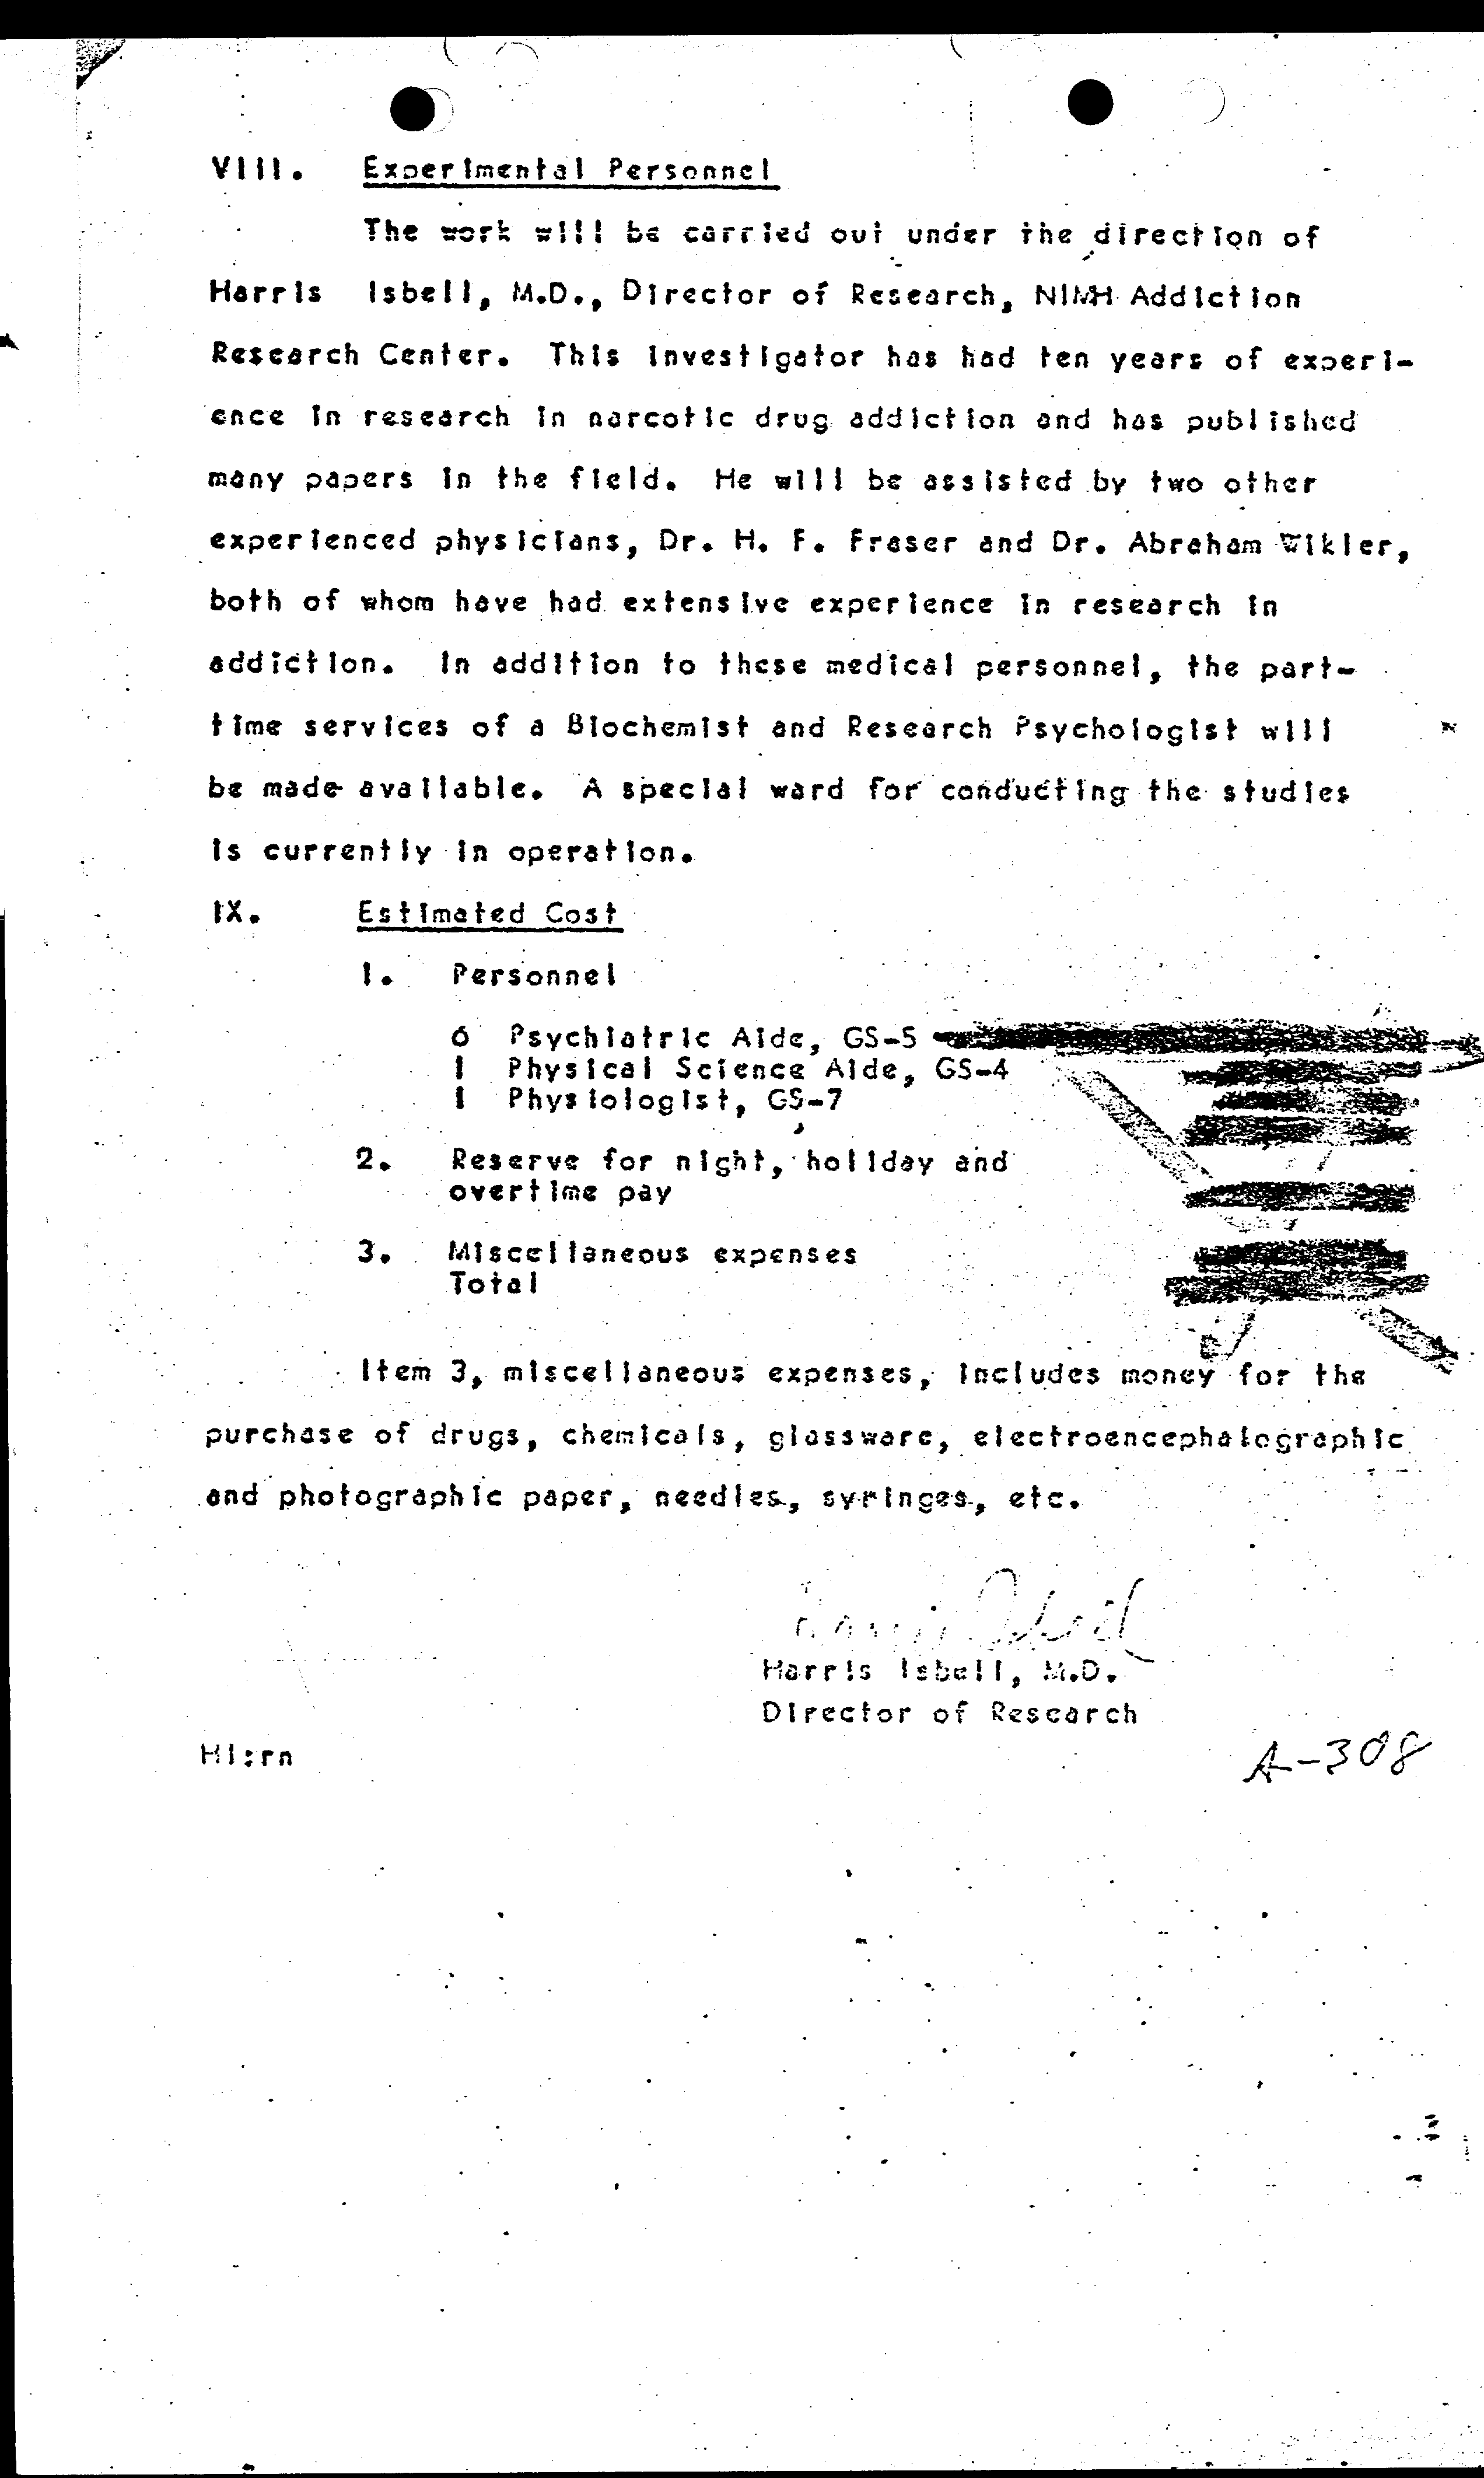 VIII. Experimental Personnel
The work will be carried out under the direction of
Harris Isbell, M.D., Director of Research, NIMH Addiction
Research Center. This investigator has had ten years of experi-
ence in research in narcotic drug addiction and has published
many papers in the field. He will be assisted by two other
experienced physicians, Dr. H. F. Fraser and Dr. Abraham Wikler,
both of whom have had extensive experience in research in
addiction. In addition to these medical personnel, the part-
time services of a Biochemist and Research Psychologist will
be made available. A special ward for conducting the studies
is currently in operation.
IX. Estimated Cost
1. Personnel
6 Psychiatric Aide, GS-5
1 Physical Science Aide, GS-4
1 Physiologist, GS-7
2. Reserve for night, holiday and
overtime pay
3. Miscellaneous expenses
Total
Item 3, miscellaneous expenses, includes money for the
purchase of drugs, chemicals, glassware, electroencephalographic
and photographic paper, needles, syringes, etc.
Harris Isbell
Harris Isbell, M.D.
Director of Research
HI:rn
A-308